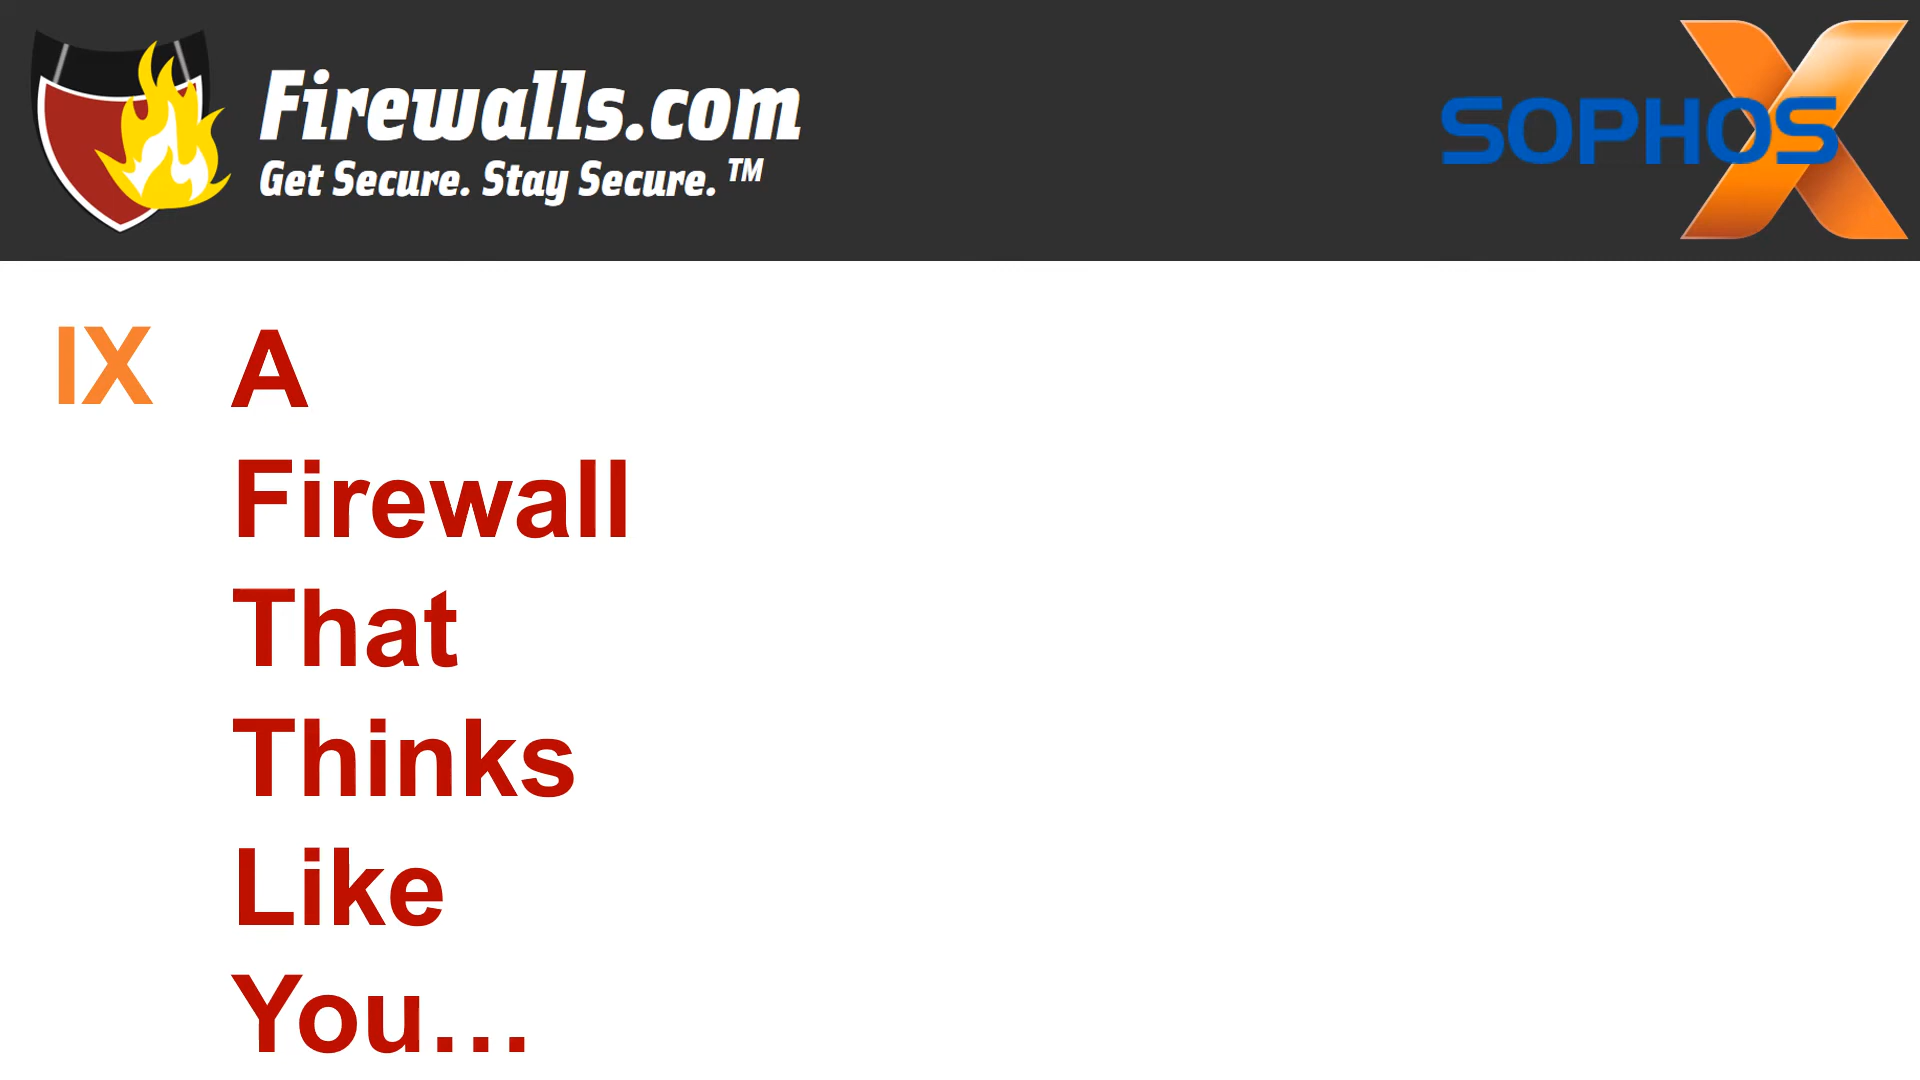 Firewalls.com
Get Secure. Stay Secure.™
SOPHOS X
IX A
Firewall
That
Thinks
Like
You...